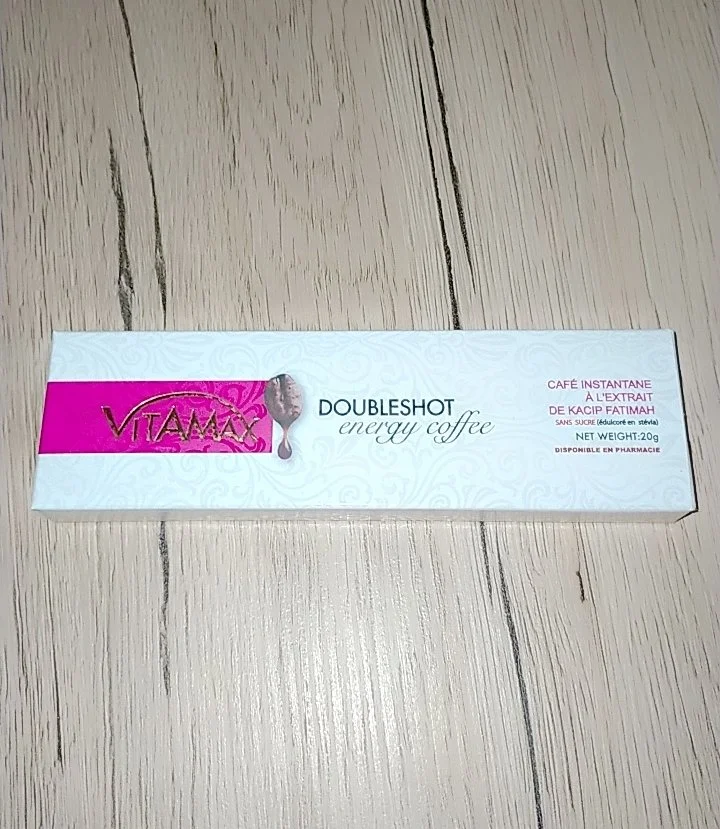 VITAMAX
DOUBLESHOT
energy coffee
CAFÉ INSTANTANE
À L'EXTRAIT
DE KACIP FATIMAH
SANS SUCRE (éduicoré en stévia)
NET WEIGHT:20g
DISPONIBLE EN PHARMACIE